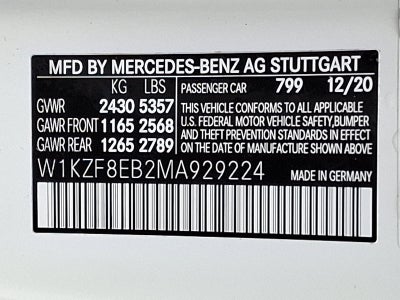 MFD BY MERCEDES-BENZ AG STUTTGART
KG LBS PASSENGER CAR 799 12/20
GVWR 2430 5357 THIS VEHICLE CONFORMS TO ALL APPLICABLE
GAWR FRONT 1165 2568 U.S. FEDERAL MOTOR VEHICLE SAFETY,BUMPER
GAWR REAR 1265 2789 AND THEFT PREVENTION STANDARDS IN EFFECT
ON THE DATE OF MANUFACTURE SHOWN ABOVE.
W1KZF8EB2MA929224 MADE IN GERMANY